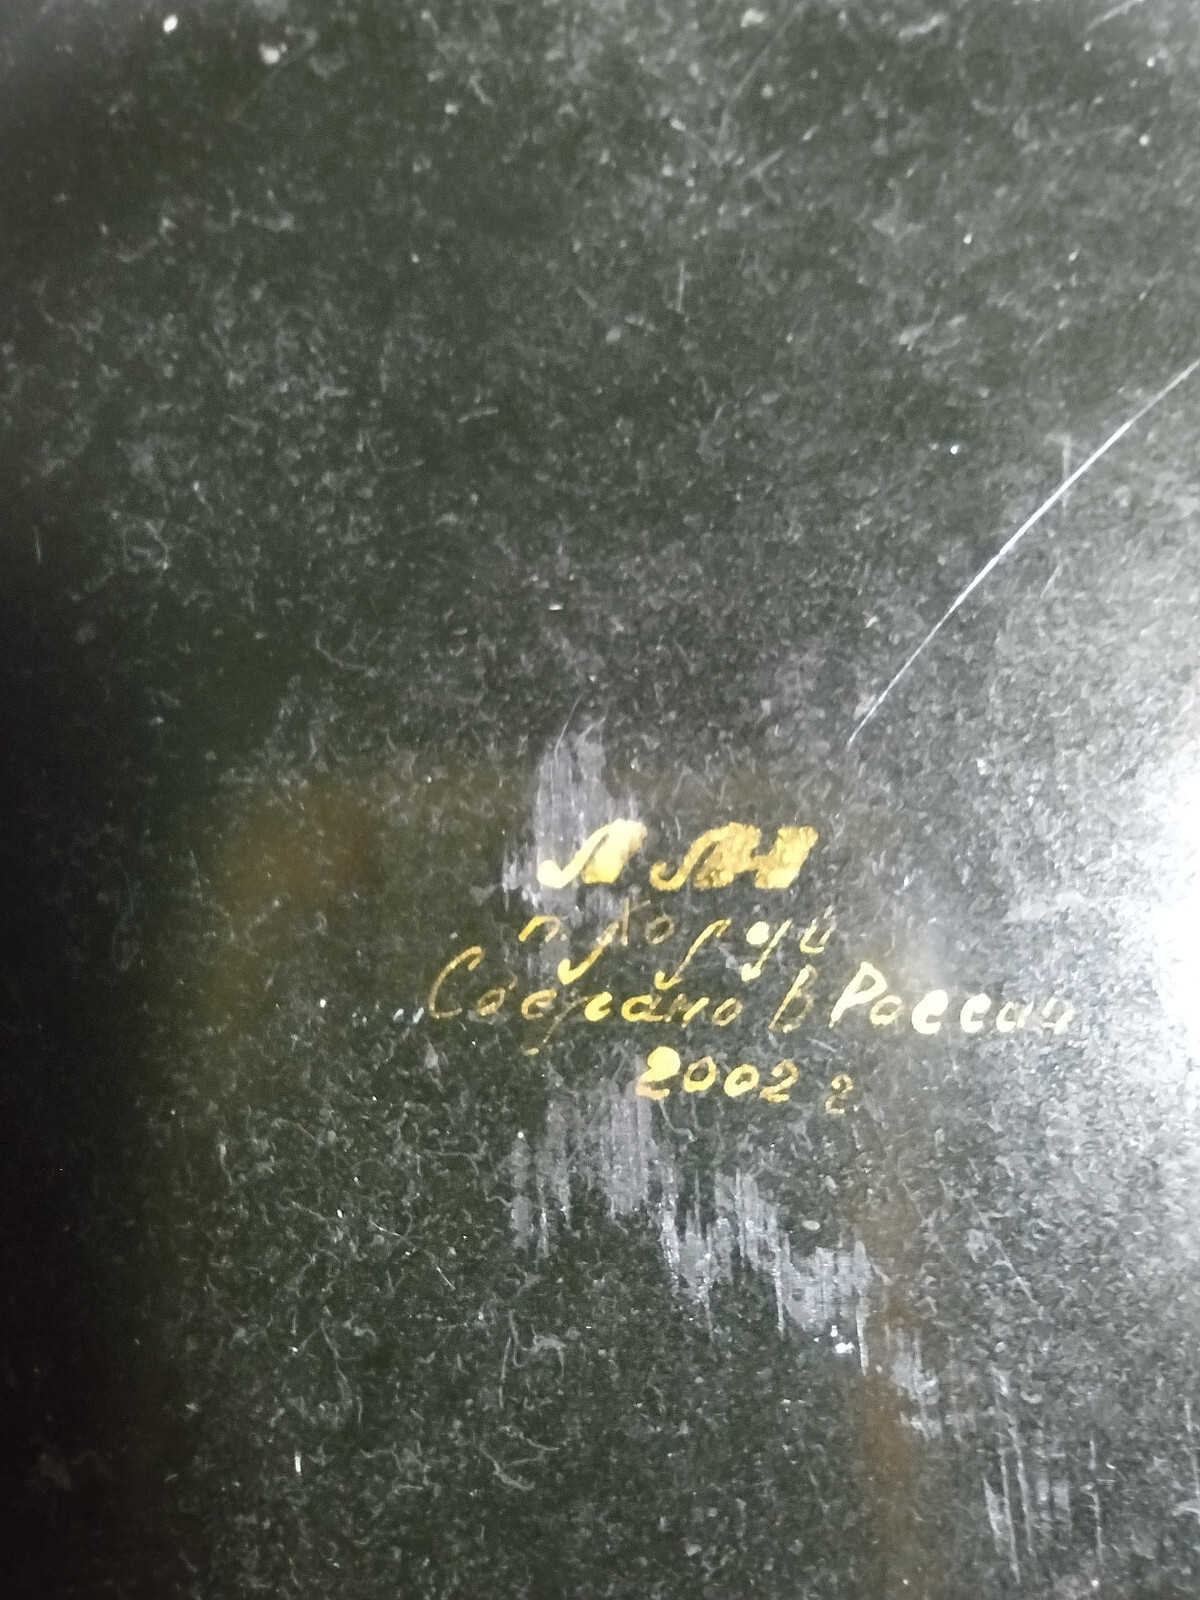 п. Холуй
Сделано в России
2002 г